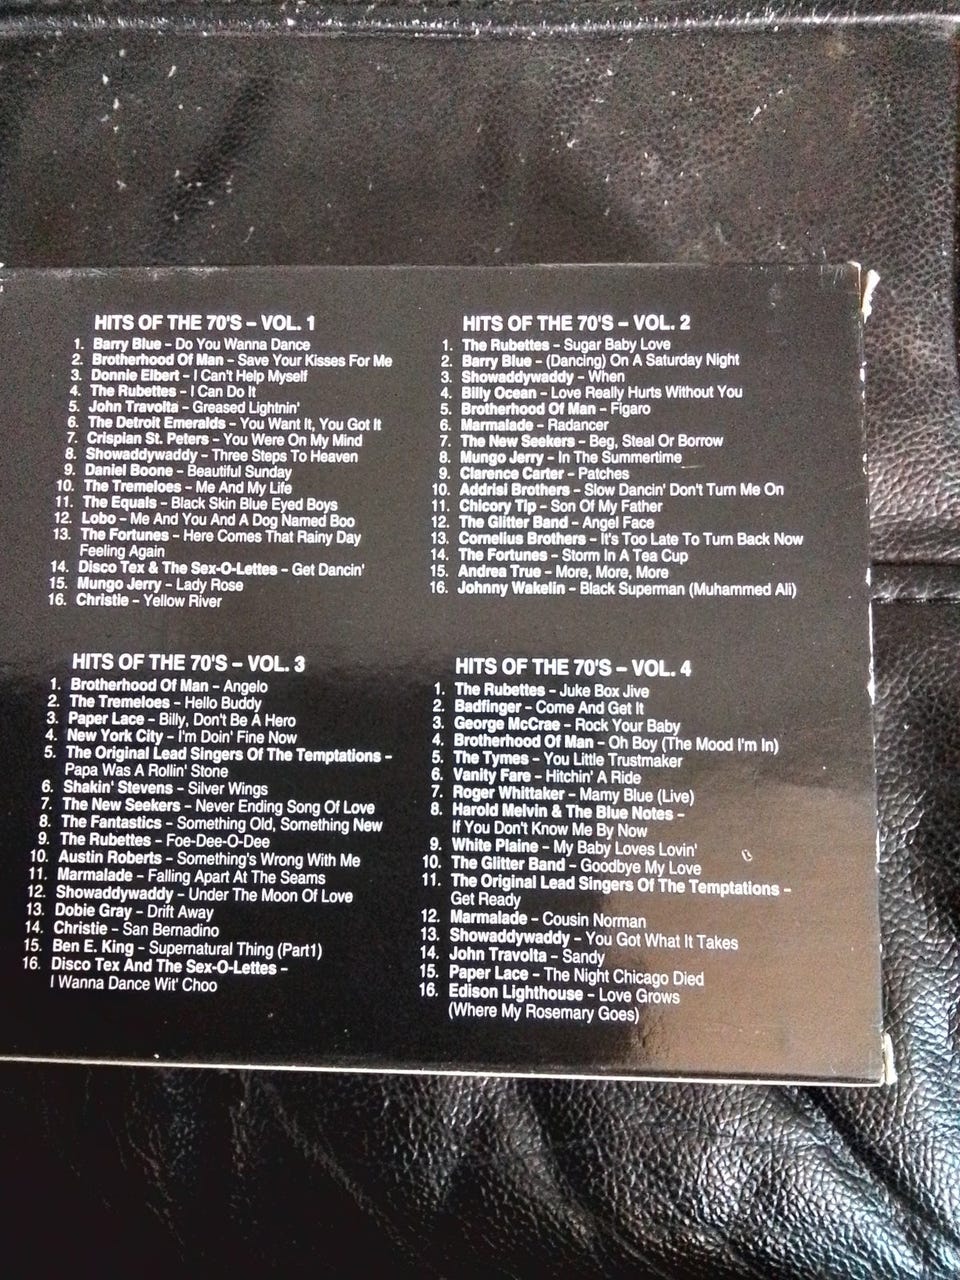 HITS OF THE 70'S – VOL. 1
1. Barry Blue – Do You Wanna Dance
2. Brotherhood Of Man – Save Your Kisses For Me
3. Donnie Elbert – I Can't Help Myself
4. The Rubettes – I Can Do It
5. John Travolta – Greased Lightnin'
6. The Detroit Emeralds – You Want It, You Got It
7. Crispian St. Peters – You Were On My Mind
8. Showaddywaddy – Three Steps To Heaven
9. Daniel Boone – Beautiful Sunday
10. The Tremeloes – Me And My Life
11. The Equals – Black Skin Blue Eyed Boys
12. Lobo – Me And You And A Dog Named Boo
13. The Fortunes – Here Comes That Rainy Day
Feeling Again
14. Disco Tex & The Sex-O-Lettes – Get Dancin'
15. Mungo Jerry – Lady Rose
16. Christie – Yellow River
HITS OF THE 70'S – VOL. 2
1. The Rubettes – Sugar Baby Love
2. Barry Blue – (Dancing) On A Saturday Night
3. Showaddywaddy – When
4. Billy Ocean – Love Really Hurts Without You
5. Brotherhood Of Man – Figaro
6. Marmalade – Radancer
7. The New Seekers – Beg, Steal Or Borrow
8. Mungo Jerry – In The Summertime
9. Clarence Carter – Patches
10. Addrisi Brothers – Slow Dancin' Don't Turn Me On
11. Chicory Tip – Son Of My Father
12. The Glitter Band – Angel Face
13. Cornelius Brothers – It's Too Late To Turn Back Now
14. The Fortunes – Storm In A Tea Cup
15. Andrea True – More, More, More
16. Johnny Wakelin – Black Superman (Muhammed Ali)
HITS OF THE 70'S – VOL. 3
1. Brotherhood Of Man – Angelo
2. The Tremeloes – Hello Buddy
3. Paper Lace – Billy, Don't Be A Hero
4. New York City – I'm Doin' Fine Now
5. The Original Lead Singers Of The Temptations –
Papa Was A Rollin' Stone
6. Shakin' Stevens – Silver Wings
7. The New Seekers – Never Ending Song Of Love
8. The Fantastics – Something Old, Something New
9. The Rubettes – Foe-Dee-O-Dee
10. Austin Roberts – Something's Wrong With Me
11. Marmalade – Falling Apart At The Seams
12. Showaddywaddy – Under The Moon Of Love
13. Dobie Gray – Drift Away
14. Christie – San Bernadino
15. Ben E. King – Supernatural Thing (Part1)
16. Disco Tex And The Sex-O-Lettes –
I Wanna Dance Wit' Choo
HITS OF THE 70'S – VOL. 4
1. The Rubettes – Juke Box Jive
2. Badfinger – Come And Get It
3. George McCrae – Rock Your Baby
4. Brotherhood Of Man – Oh Boy (The Mood I'm In)
5. The Tymes – You Little Trustmaker
6. Vanity Fare – Hitchin' A Ride
7. Roger Whittaker – Mamy Blue (Live)
8. Harold Melvin & The Blue Notes –
If You Don't Know Me By Now
9. White Plaine – My Baby Loves Lovin'
10. The Glitter Band – Goodbye My Love
11. The Original Lead Singers Of The Temptations –
Get Ready
12. Marmalade – Cousin Norman
13. Showaddywaddy – You Got What It Takes
14. John Travolta – Sandy
15. Paper Lace – The Night Chicago Died
16. Edison Lighthouse – Love Grows
(Where My Rosemary Goes)